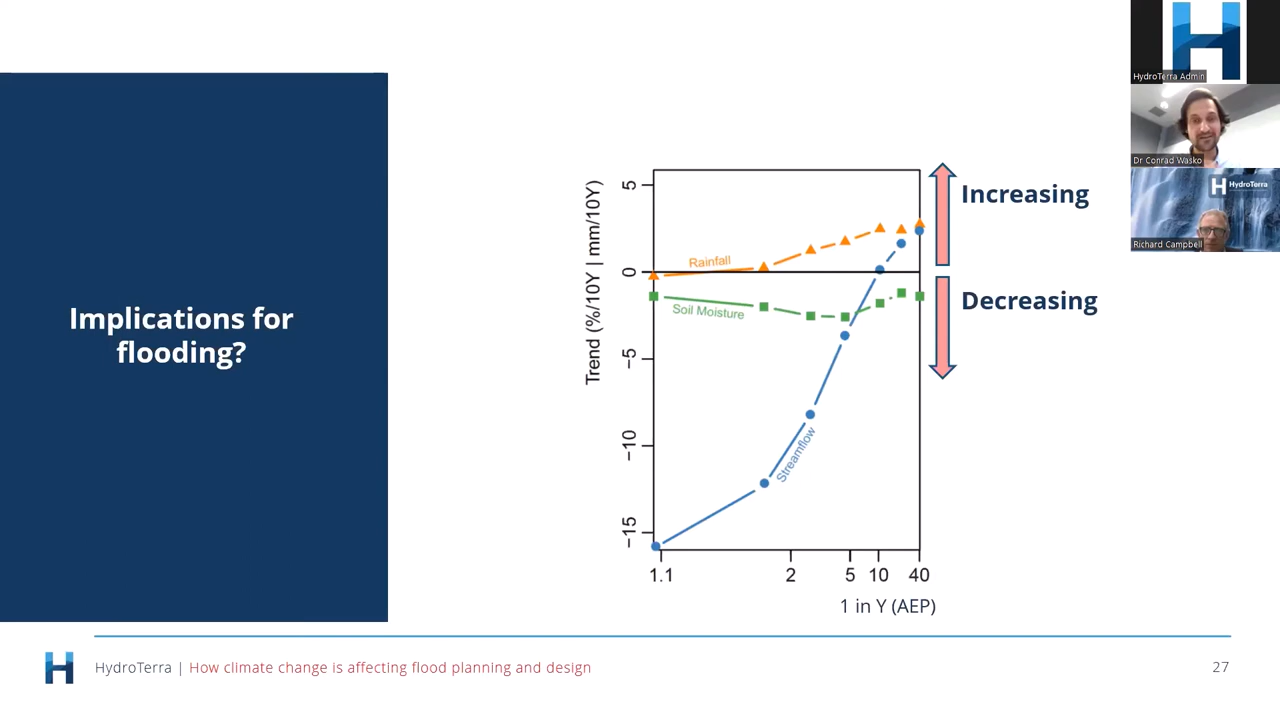 Implications for
flooding?
Trend (%/10Y | mm/10Y)
5
0
−5
−10
−15
Rainfall
Soil Moisture
Streamflow
1.1
2
5
10
40
1 in Y (AEP)
Increasing
Decreasing
HydroTerra Admin
Dr Conrad Wasko
HydroTerra
Richard Campbell
HydroTerra | How climate change is affecting flood planning and design
27